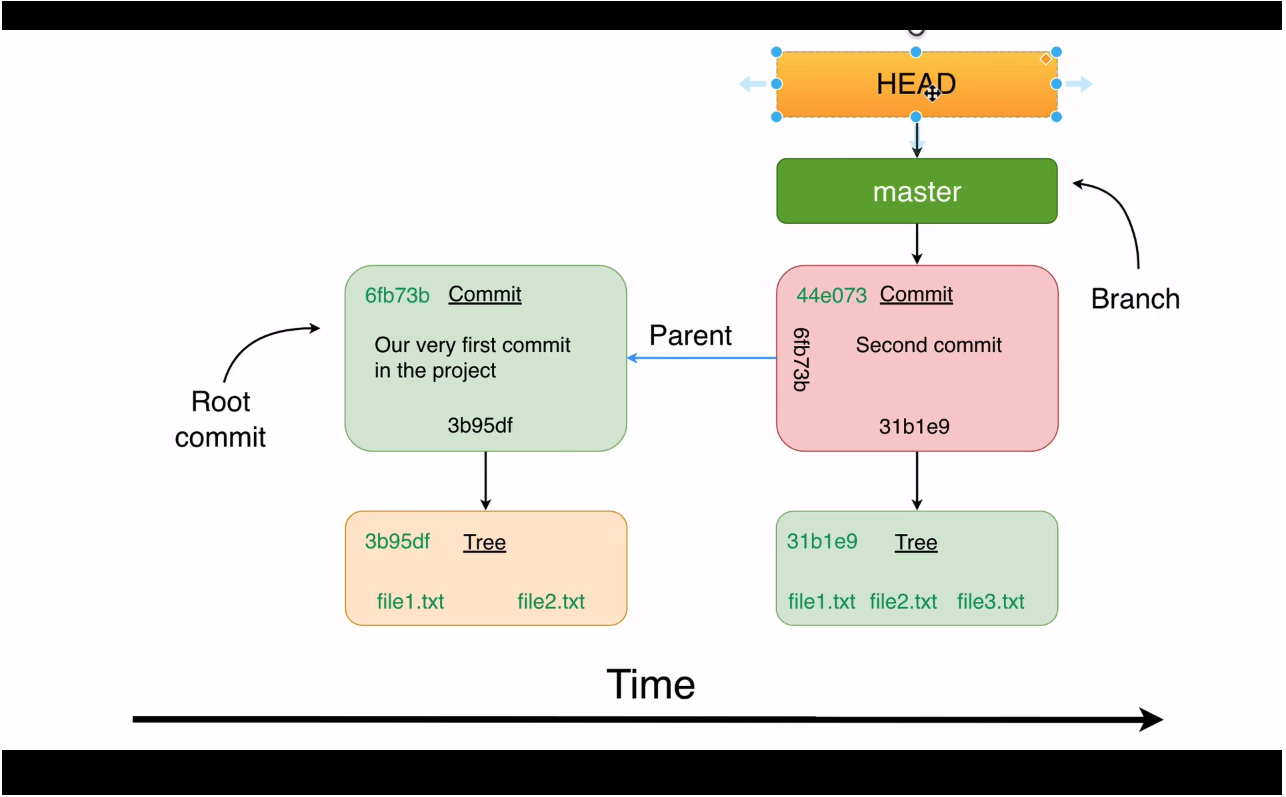 HEAD
master
Branch
6fb73b Commit
Our very first commit
in the project
3b95df
Root
commit
Parent
44e073 Commit
6fb73b
Second commit
31b1e9
3b95df Tree
file1.txt file2.txt
31b1e9 Tree
file1.txt file2.txt file3.txt
Time